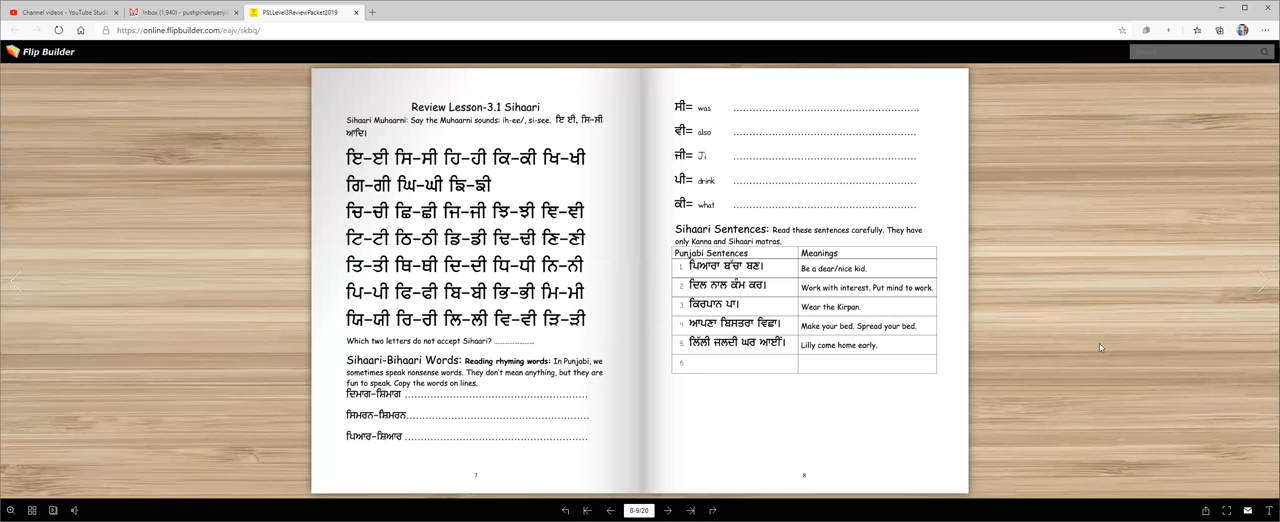 Channel videos - YouTube Studi
Inbox (1,940) - pushpinderpenji
PSLLevel3ReviewPacket2019
https://online.flipbuilder.com/eajv/skbq/
Flip Builder
Search
Review Lesson-3.1 Sihaari
Sihaari Muhaarni: Say the Muhaarni sounds: ih-ee/, si-see. ਇ ਈ, ਸਿ-ਸੀ
ਆਦਿ।
ਇ-ਈ ਸਿ-ਸੀ ਹਿ-ਹੀ ਕਿ-ਕੀ ਖਿ-ਖੀ
ਗਿ-ਗੀ ਘਿ-ਘੀ ਙਿ-ਙੀ
ਚਿ-ਚੀ ਛਿ-ਛੀ ਜਿ-ਜੀ ਝਿ-ਝੀ ਞਿ-ਞੀ
ਟਿ-ਟੀ ਠਿ-ਠੀ ਡਿ-ਡੀ ਢਿ-ਢੀ ਣਿ-ਣੀ
ਤਿ-ਤੀ ਥਿ-ਥੀ ਦਿ-ਦੀ ਧਿ-ਧੀ ਨਿ-ਨੀ
ਪਿ-ਪੀ ਫਿ-ਫੀ ਬਿ-ਬੀ ਭਿ-ਭੀ ਮਿ-ਮੀ
ਯਿ-ਯੀ ਰਿ-ਰੀ ਲਿ-ਲੀ ਵਿ-ਵੀ ੜਿ-ੜੀ
Which two letters do not accept Sihaari? ......................
Sihaari-Bihaari Words: Reading rhyming words: In Punjabi, we
sometimes speak nonsense words. They don't mean anything, but they are
fun to speak. Copy the words on lines.
ਦਿਮਾਗ-ਸ਼ਿਮਾਗ ......................................................
ਸਿਮਰਨ-ਸ਼ਿਮਰਨ......................................................
ਪਿਆਰ-ਸ਼ਿਆਰ ......................................................
7
ਸੀ= was ......................................................
ਵੀ= also ......................................................
ਜੀ= Ji ......................................................
ਪੀ= drink ......................................................
ਕੀ= what ......................................................
Sihaari Sentences: Read these sentences carefully. They have
only Kanna and Sihaari matras.
Punjabi Sentences Meanings
1. ਪਿਆਰਾ ਬੱਚਾ ਬਣ। Be a dear/nice kid.
2. ਦਿਲ ਨਾਲ ਕੰਮ ਕਰ। Work with interest. Put mind to work.
3. ਕਿਰਪਾਨ ਪਾ। Wear the Kirpan.
4. ਆਪਣਾ ਬਿਸਤਰਾ ਵਿਛਾ। Make your bed. Spread your bed.
5. ਲਿੱਲੀ ਜਲਦੀ ਘਰ ਆਈਂ। Lilly come home early.
6
8
8-9/20